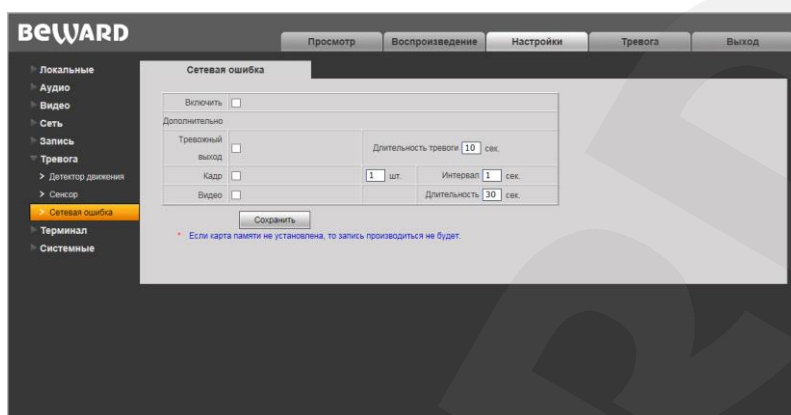 BEWARD
Просмотр Воспроизведение Настройки Тревога Выход
Локальные
Аудио
Видео
Сеть
Запись
Тревога
> Детектор движения
> Сенсор
> Сетевая ошибка
Терминал
Системные
Сетевая ошибка
Включить
Дополнительно
Тревожный
выход
Длительность тревоги 10 сек.
Кадр 1 шт. Интервал 1 сек.
Видео Длительность 30 сек.
Сохранить
* Если карта памяти не установлена, то запись производиться не будет.